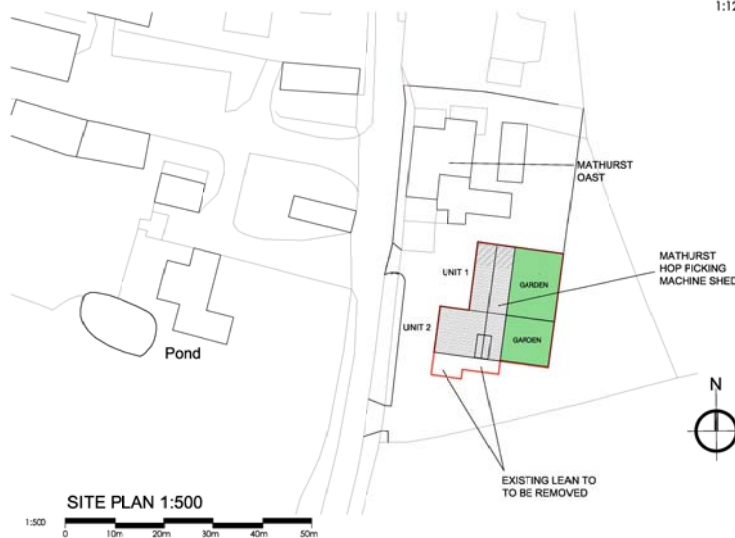 1:12
MATHURST
OAST
MATHURST
HOP PICKING
MACHINE SHED
UNIT 1
GARDEN
UNIT 2
GARDEN
Pond
N
EXISTING LEAN TO
TO BE REMOVED
SITE PLAN 1:500
1:500
0 10m 20m 30m 40m 50m